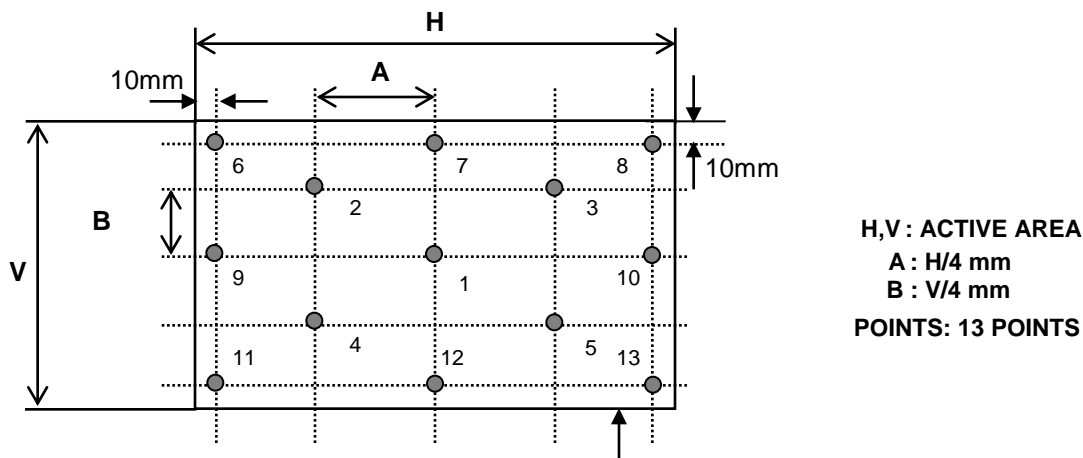 H
A
10mm
6
7
8
10mm
2
3
B
V
H,V : ACTIVE AREA
9
1
10
A : H/4 mm
B : V/4 mm
POINTS: 13 POINTS
4
5
11
12
13